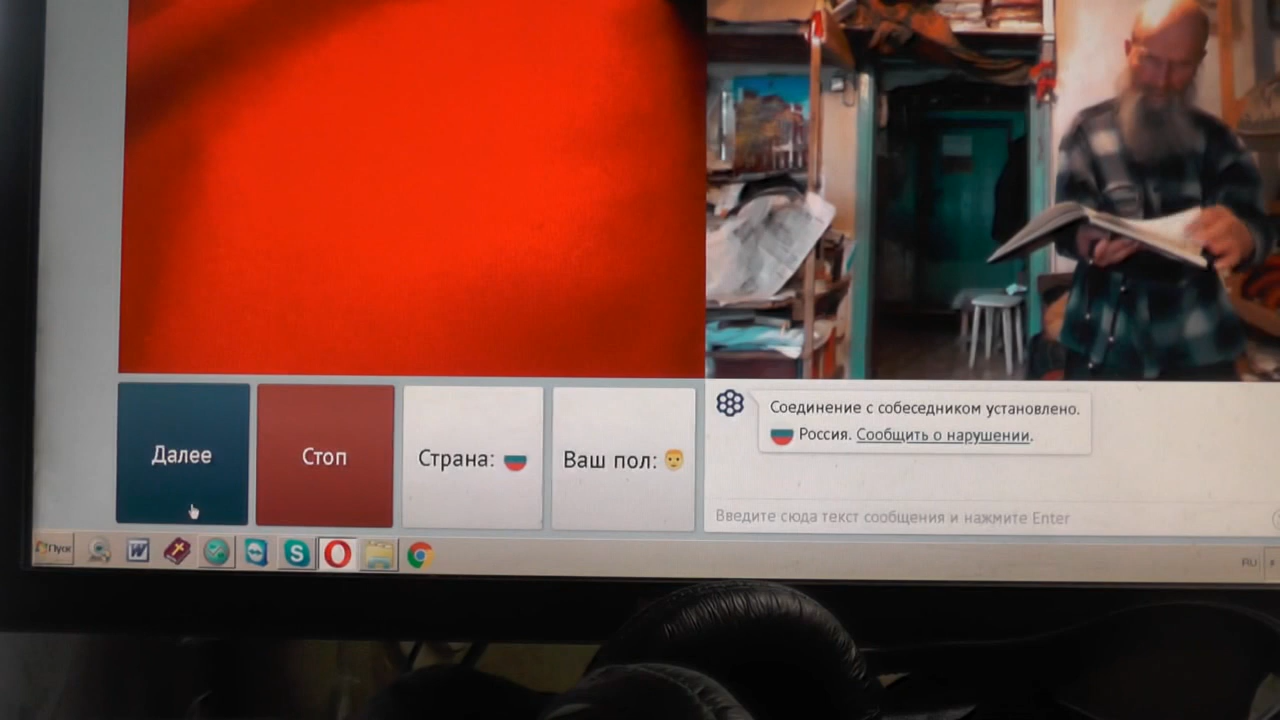 Соединение с собеседником установлено.
Россия. Сообщить о нарушении.
Далее
Стоп
Страна:
Ваш пол:
Введите сюда текст сообщения и нажмите Enter
Пуск
W
S
RU